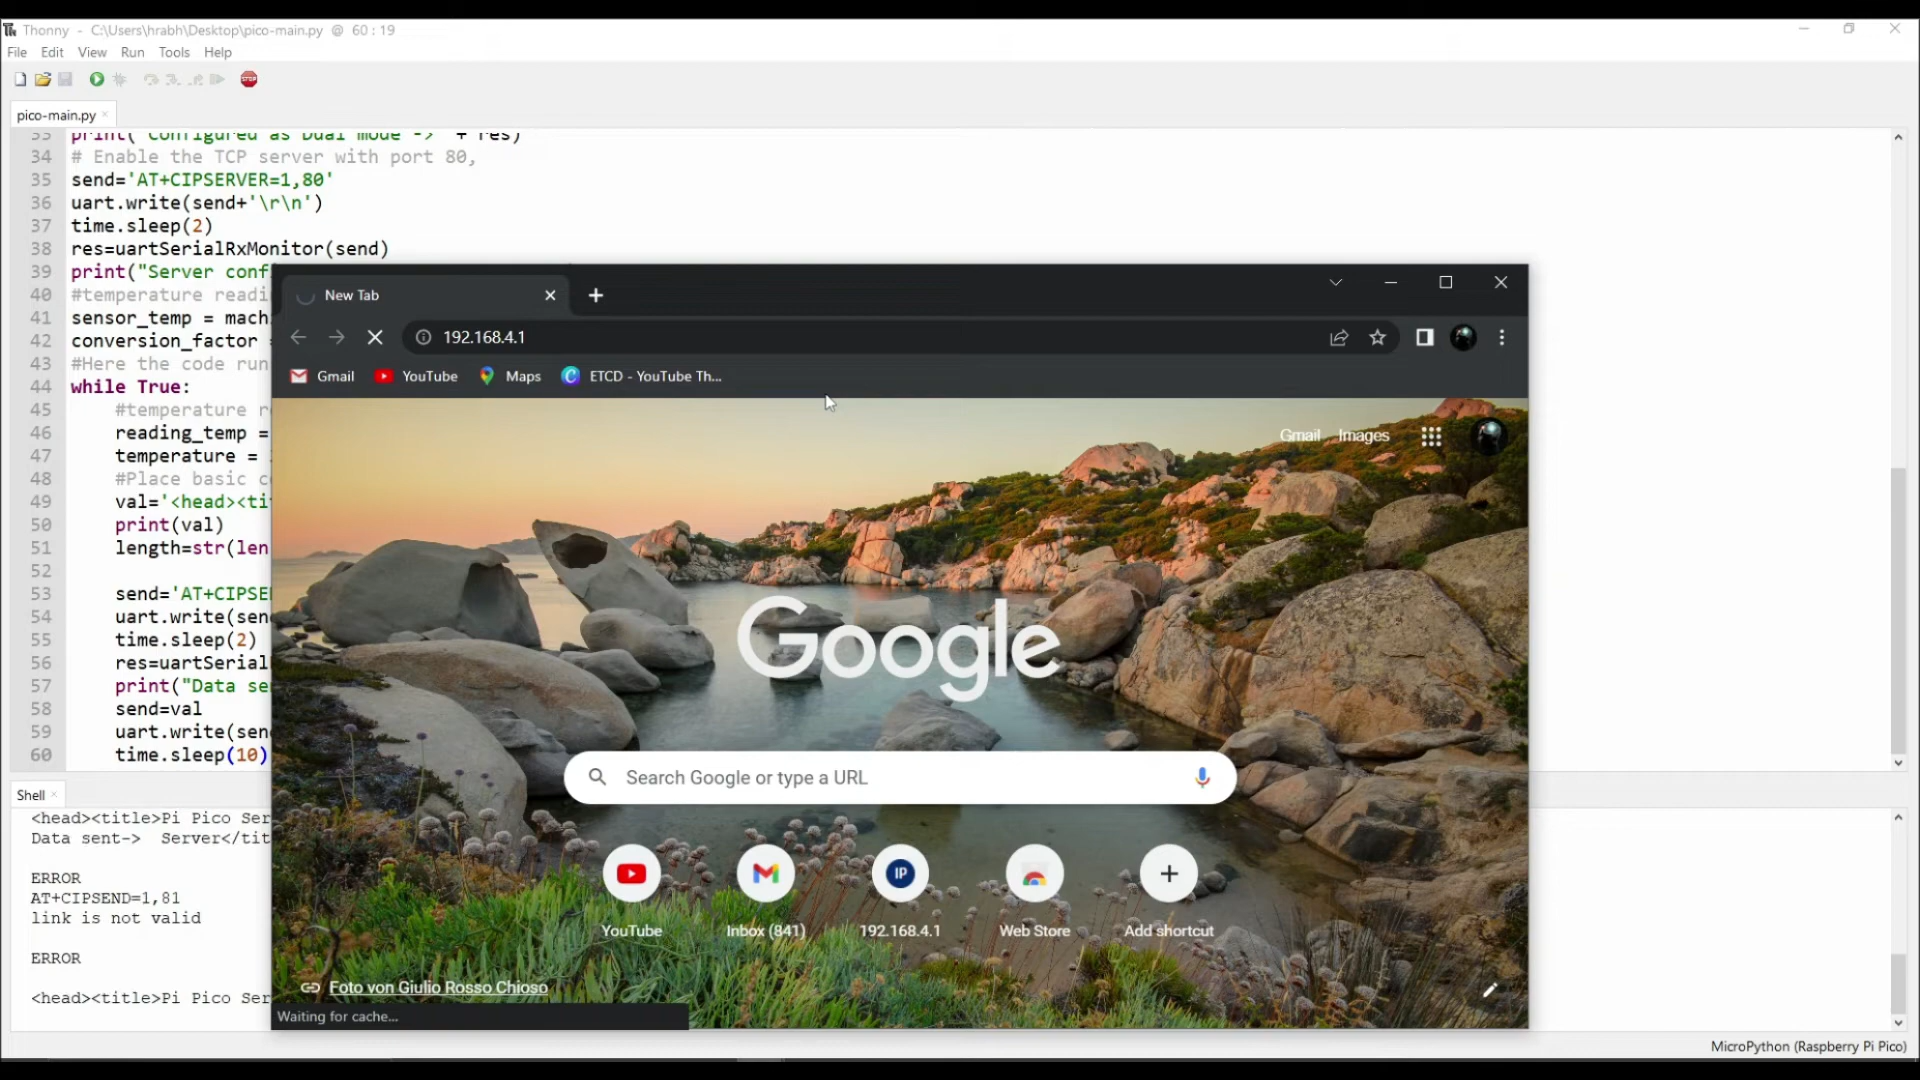 Thonny - C:\Users\hrabh\Desktop\pico-main.py @ 60 : 19
File Edit View Run Tools Help
pico-main.py
33 print("Configured as Dual mode -> " + res)
34 # Enable the TCP server with port 80,
35 send='AT+CIPSERVER=1,80'
36 uart.write(send+'\r\n')
37 time.sleep(2)
38 res=uartSerialRxMonitor(send)
39 print("Server conf
40 #temperature readi
41 sensor_temp = mach
42 conversion_factor
43 #Here the code run
44 while True:
45 #temperature r
46 reading_temp =
47 temperature =
48 #Place basic c
49 val='<head><ti
50 print(val)
51 length=str(len
52
53 send='AT+CIPSE
54 uart.write(sen
55 time.sleep(2)
56 res=uartSerial
57 print("Data se
58 send=val
59 uart.write(sen
60 time.sleep(10)
Shell
<head><title>Pi Pico Ser
Data sent-> Server</tit
ERROR
AT+CIPSEND=1,81
link is not valid
ERROR
<head><title>Pi Pico Ser
MicroPython (Raspberry Pi Pico)
New Tab
192.168.4.1
Gmail YouTube Maps ETCD - YouTube Th...
Gmail Images
Google
Search Google or type a URL
IP
YouTube Inbox (841) 192.168.4.1 Web Store Add shortcut
Foto von Giulio Rosso Chioso
Waiting for cache...